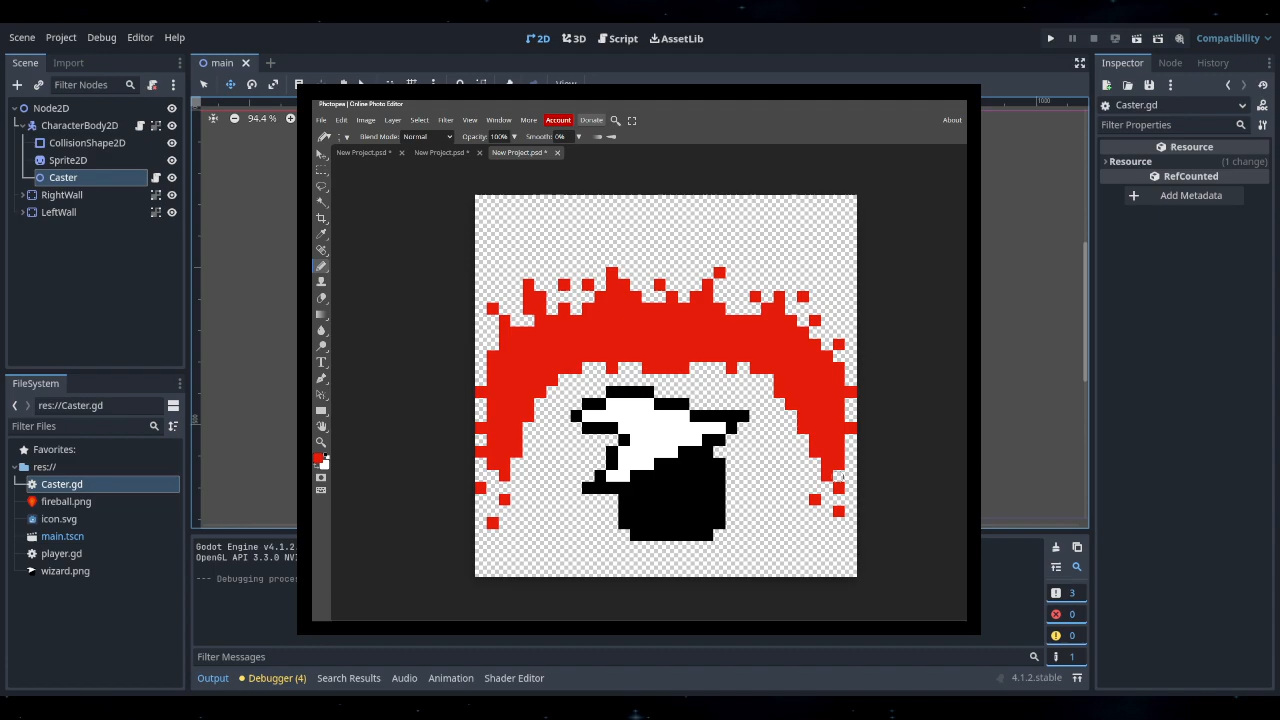 Scene Project Debug Editor Help
2D 3D Script AssetLib
Compatibility
Scene Import
main
Inspector Node History
Filter Nodes
View
Caster.gd
Filter Properties
Node2D
CharacterBody2D
CollisionShape2D
Sprite2D
Caster
RightWall
LeftWall
94.4 %
1000
500
Resource
Resource (1 change)
RefCounted
Add Metadata
Photopea | Online Photo Editor
File Edit Image Layer Select Filter View Window More Account Donate About
Blend Mode: Normal Opacity: 100% Smooth: 0%
New Project.psd * New Project.psd * New Project.psd *
FileSystem
res://Caster.gd
Filter Files
Favorites:
res://
Caster.gd
fireball.png
icon.svg
main.tscn
player.gd
wizard.png
Godot Engine v4.1.2.
OpenGL API 3.3.0 NVI
--- Debugging proces
3
0
0
1
Filter Messages
Output Debugger (4) Search Results Audio Animation Shader Editor
4.1.2.stable